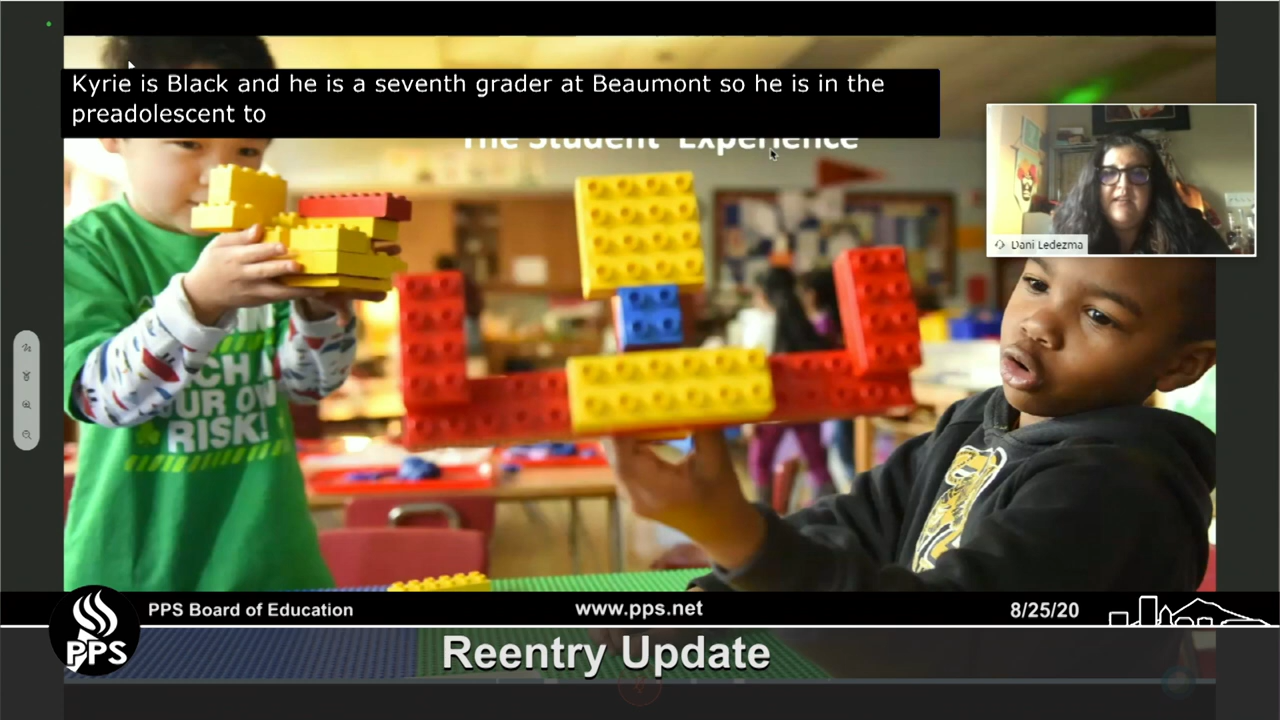 Kyrie is Black and he is a seventh grader at Beaumont so he is in the
preadolescent to
The Student Experience
Dani Ledezma
RISK!
PPS Board of Education
www.pps.net
8/25/20
PPS
Reentry Update